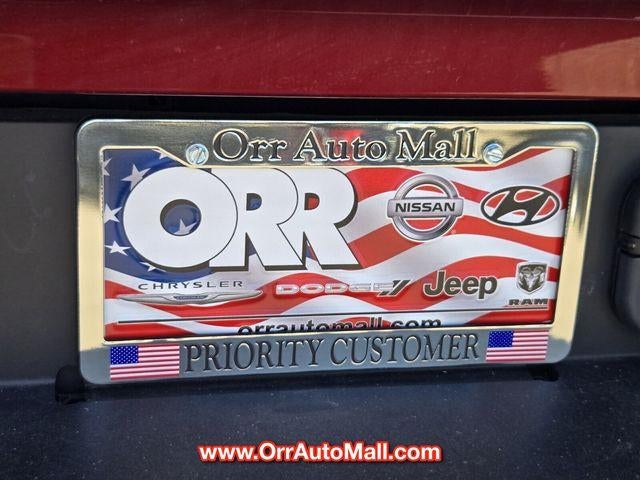 Orr Auto Mall
ORR
NISSAN
CHRYSLER DODGE Jeep RAM
orrautomall.com
PRIORITY CUSTOMER
www.OrrAutoMall.com